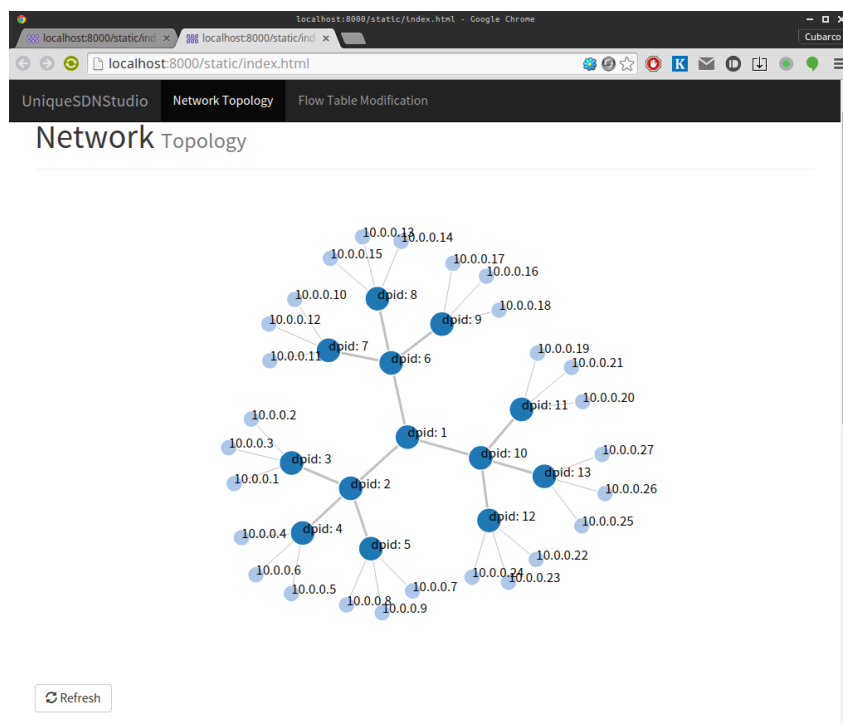 localhost:8000/static/index.html - Google Chrome
localhost:8000/static/ind × localhost:8000/static/ind × Cubarco
localhost:8000/static/index.html
UniqueSDNStudio Network Topology Flow Table Modification
Network Topology
10.0.0.13
10.0.0.14
10.0.0.15
10.0.0.17
10.0.0.16
10.0.0.10
dpid: 8
10.0.0.18
10.0.0.12
dpid: 9
dpid: 7
10.0.0.19
10.0.0.11
dpid: 6
10.0.0.21
10.0.0.20
dpid: 11
10.0.0.2
dpid: 1
10.0.0.3
10.0.0.27
dpid: 10
dpid: 3
dpid: 13
10.0.0.1
dpid: 2
10.0.0.26
dpid: 12
10.0.0.25
dpid: 4
10.0.0.4
dpid: 5
10.0.0.22
10.0.0.6
10.0.0.24
10.0.0.23
10.0.0.5
10.0.0.7
10.0.0.8
10.0.0.9
Refresh